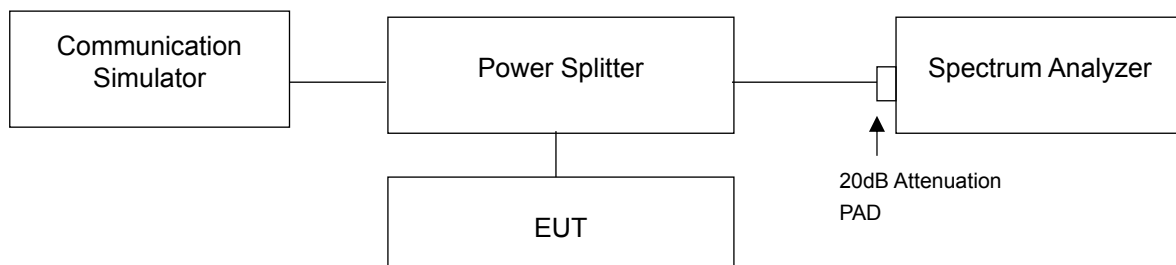 Communication
Simulator
Power Splitter
Spectrum Analyzer
20dB Attenuation
PAD
EUT